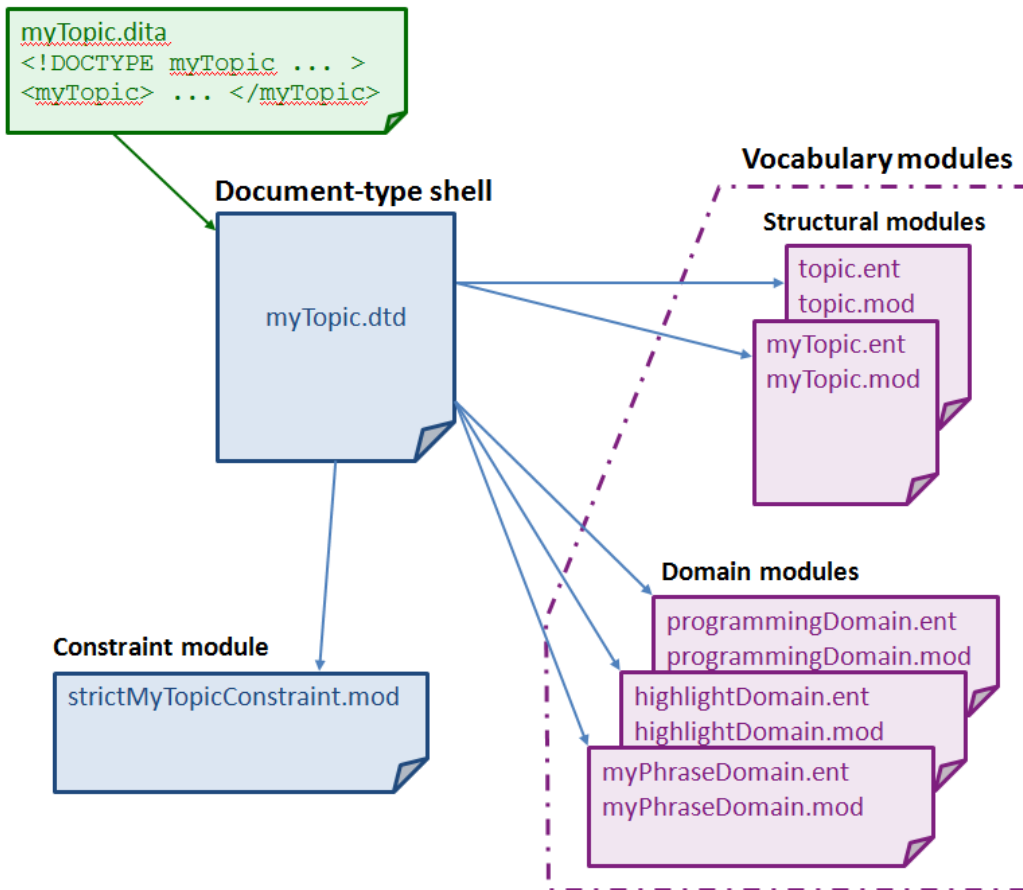 myTopic.dita
<!DOCTYPE myTopic ... >
<myTopic> ... </myTopic>
Document-type shell
myTopic.dtd
Vocabulary modules
Structural modules
topic.ent
topic.mod
myTopic.ent
myTopic.mod
Constraint module
strictMyTopicConstraint.mod
Domain modules
programmingDomain.ent
programmingDomain.mod
highlightDomain.ent
highlightDomain.mod
myPhraseDomain.ent
myPhraseDomain.mod